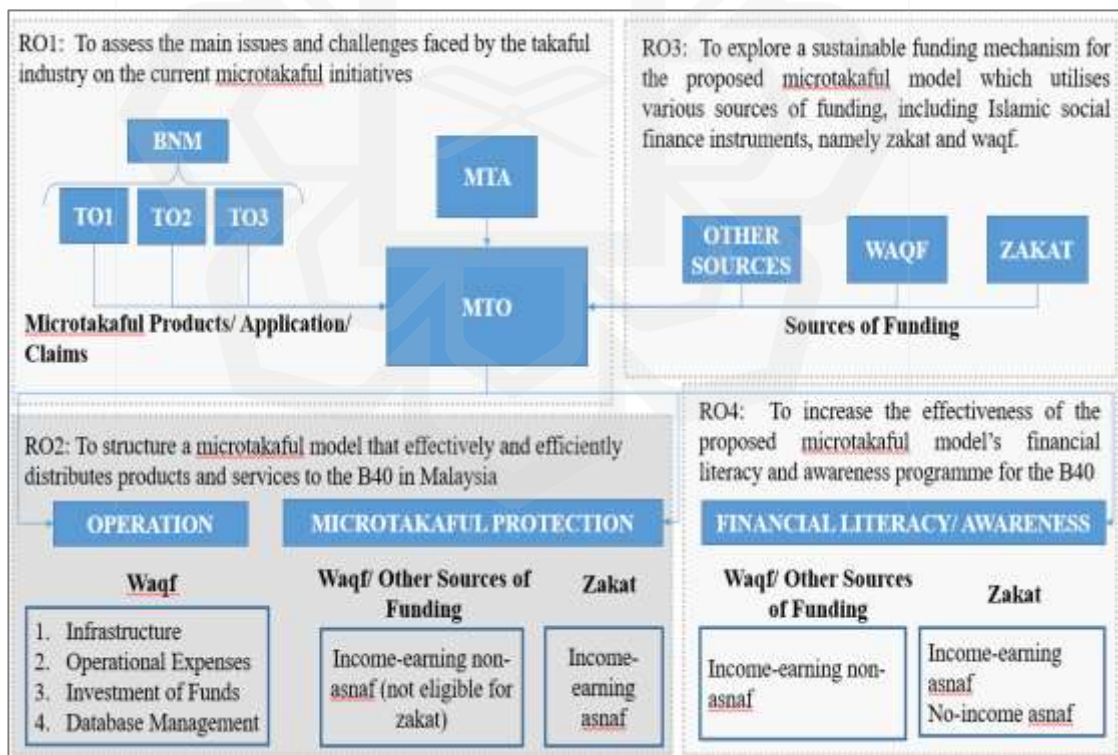 RO1: To assess the main issues and challenges faced by the takaful
industry on the current microtakaful initiatives
BNM
TO1
TO2
TO3
MTA
MTO
Microtakaful Products/ Application/
Claims
RO3: To explore a sustainable funding mechanism for
the proposed microtakaful model which utilises
various sources of funding, including Islamic social
finance instruments, namely zakat and waqf.
OTHER
SOURCES
WAQF
ZAKAT
Sources of Funding
RO2: To structure a microtakaful model that effectively and efficiently
distributes products and services to the B40 in Malaysia
OPERATION
MICROTAKAFUL PROTECTION
Waqf
1. Infrastructure
2. Operational Expenses
3. Investment of Funds
4. Database Management
Waqf/ Other Sources of
Funding
Income-earning non-
asnaf (not eligible for
zakat)
Zakat
Income-
earning
asnaf
RO4: To increase the effectiveness of the
proposed microtakaful model's financial
literacy and awareness programme for the B40
FINANCIAL LITERACY/ AWARENESS
Waqf/ Other Sources
of Funding
Income-earning non-
asnaf
Zakat
Income-earning
asnaf
No-income asnaf